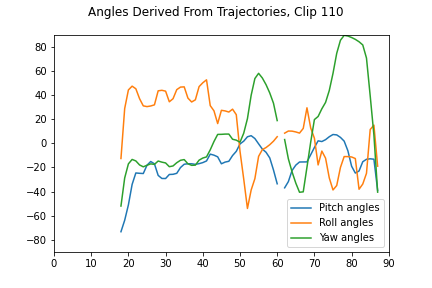 Angles Derived From Trajectories, Clip 110
80
60
40
20
0
−20
−40
−60
−80
0 10 20 30 40 50 60 70 80 90
Pitch angles
Roll angles
Yaw angles